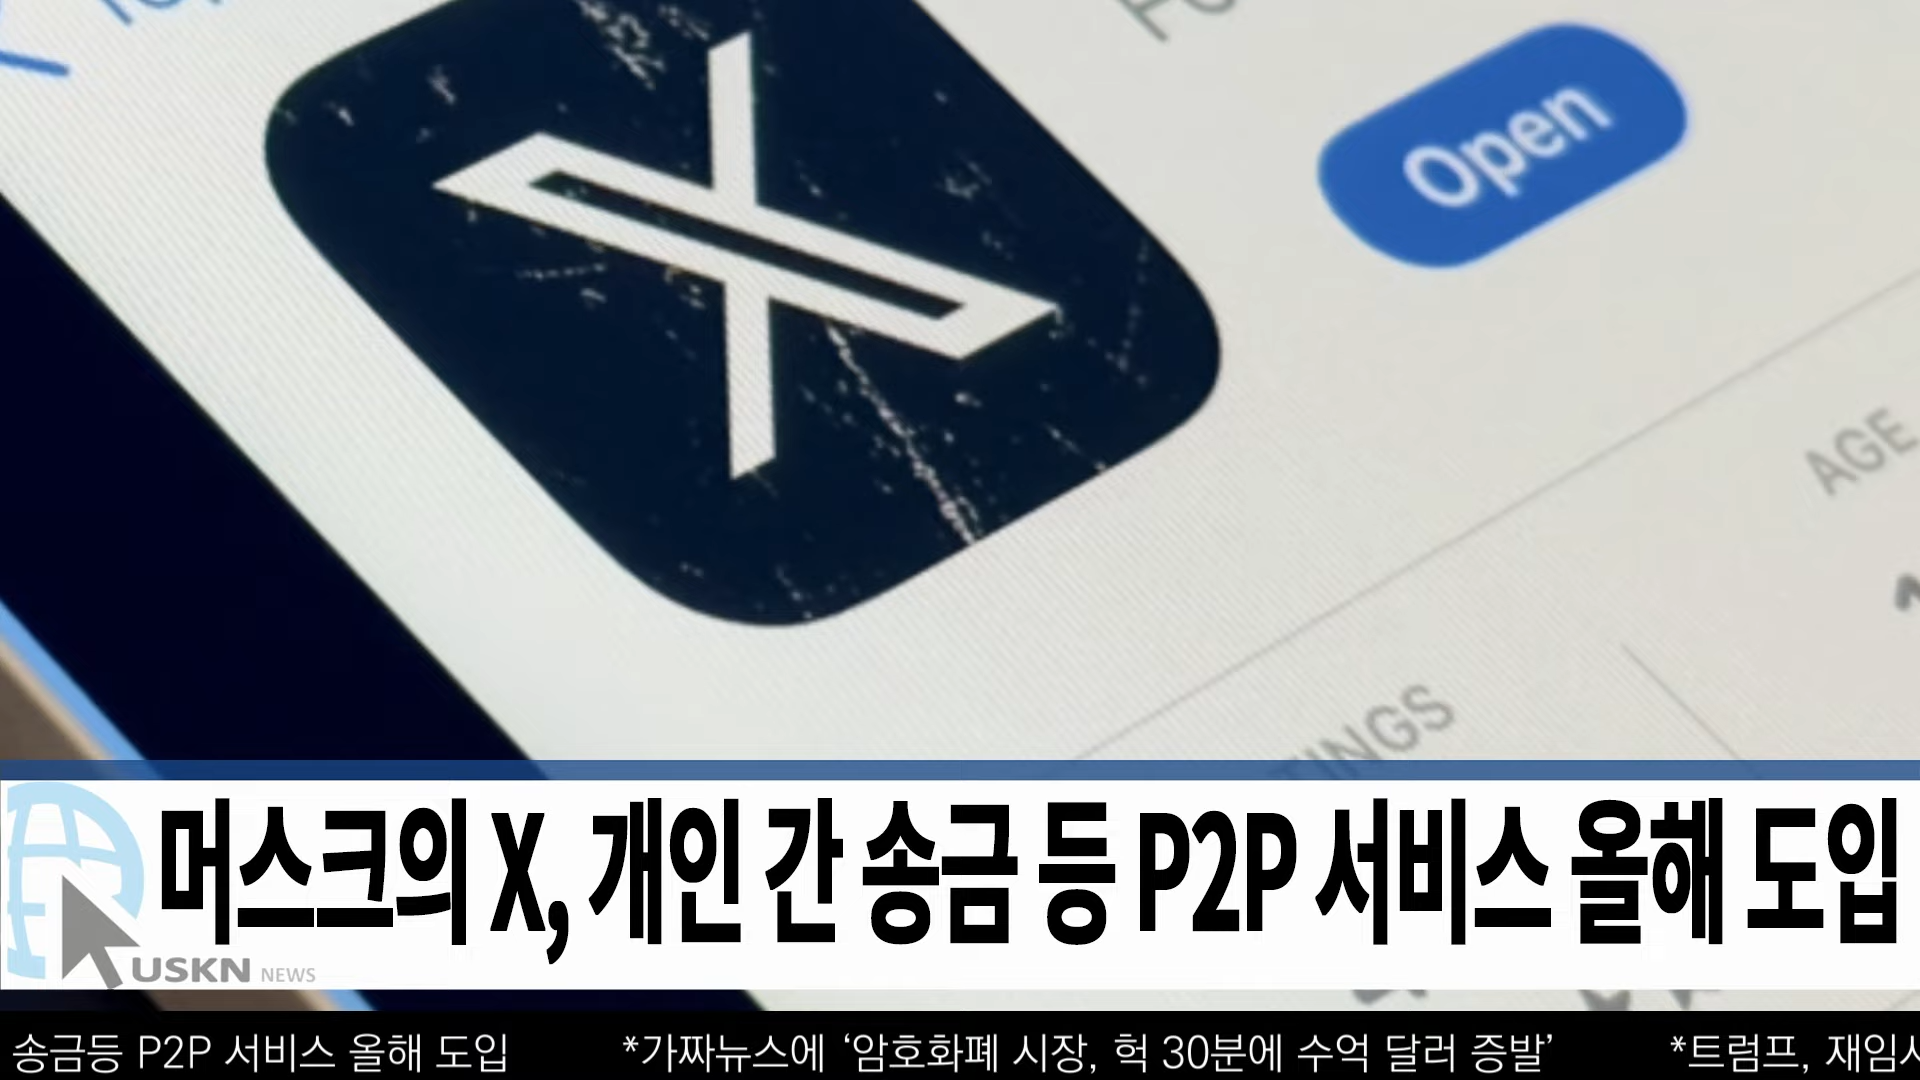 Open
AGE
TINGS
머스크의 X, 개인 간 송금 등 P2P 서비스 올해 도입
USKN NEWS
송금등 P2P 서비스 올해 도입 *가짜뉴스에 ‘암호화폐 시장, 헉 30분에 수억 달러 증발’ *트럼프, 재임